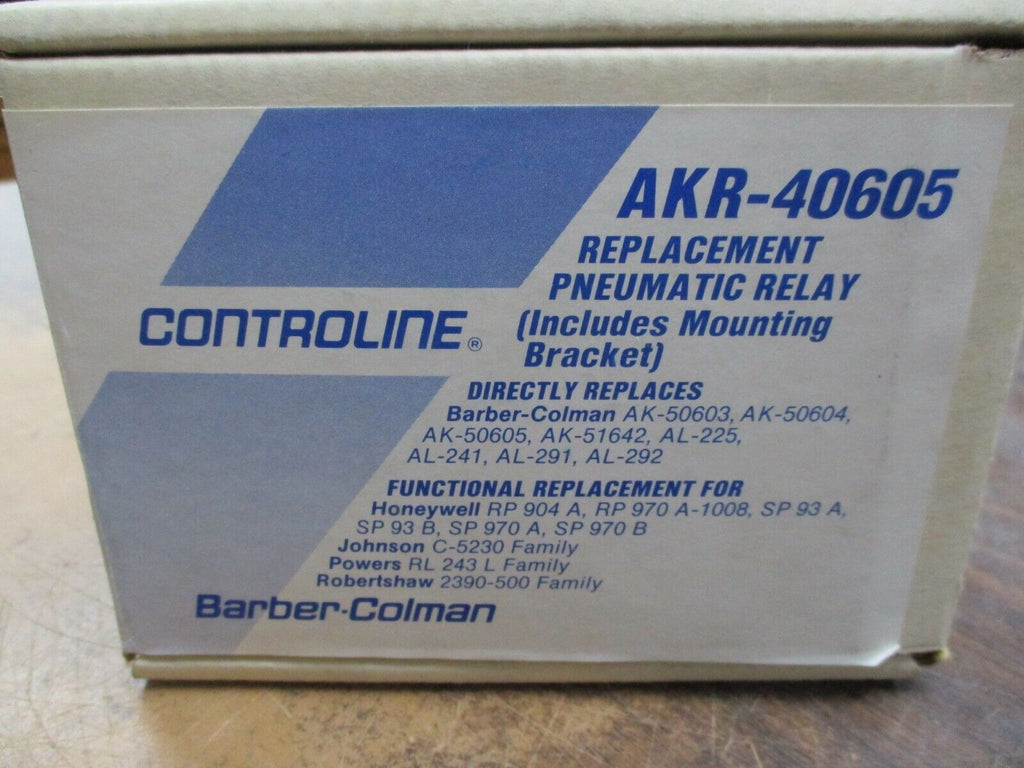 AKR-40605
REPLACEMENT
PNEUMATIC RELAY
(Includes Mounting
Bracket)
CONTROLINE®
DIRECTLY REPLACES
Barber-Colman AK-50603, AK-50604,
AK-50605, AK-51642, AL-225,
AL-241, AL-291, AL-292
FUNCTIONAL REPLACEMENT FOR
Honeywell RP 904 A, RP 970 A-1008, SP 93 A,
SP 93 B, SP 970 A, SP 970 B
Johnson C-5230 Family
Powers RL 243 L Family
Robertshaw 2390-500 Family
Barber-Colman